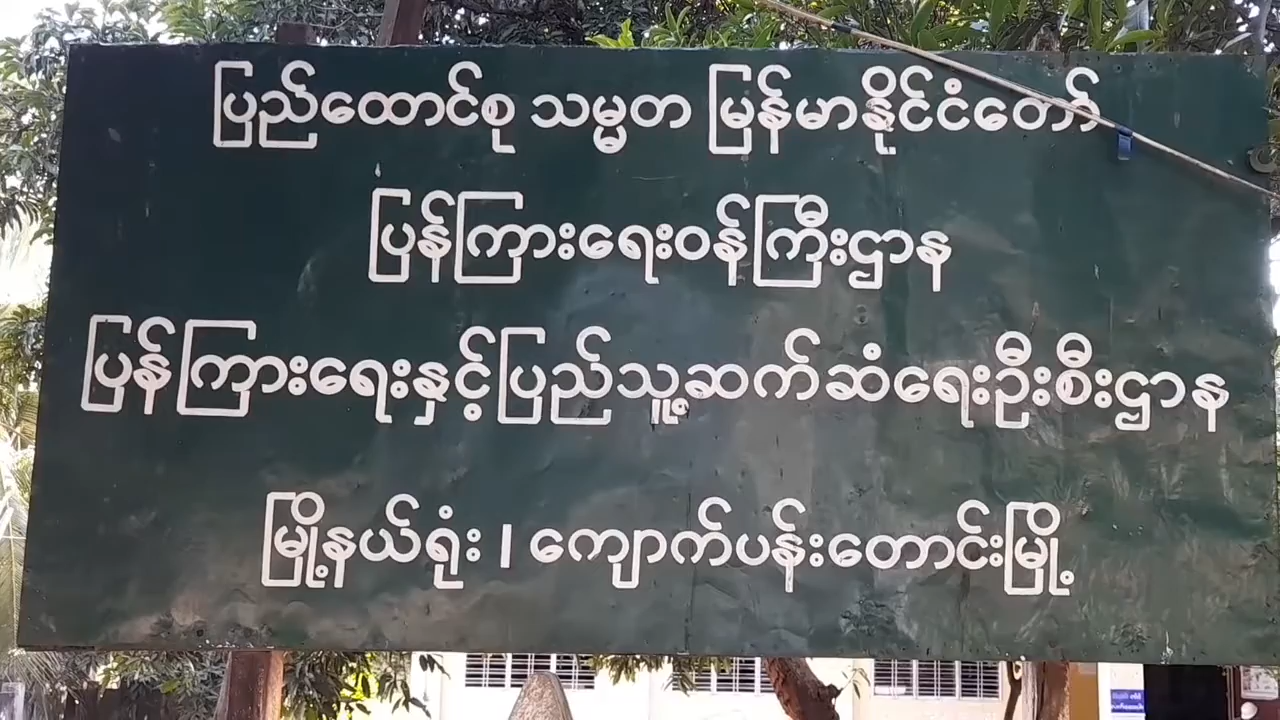 ပြည်ထောင်စု သမ္မတ မြန်မာနိုင်ငံတော်
ပြန်ကြားရေးဝန်ကြီးဌာန
ပြန်ကြားရေးနှင့်ပြည်သူ့ဆက်ဆံရေးဦးစီးဌာန
မြို့နယ်ရုံး / ကျောက်ပန်းတောင်းမြို့